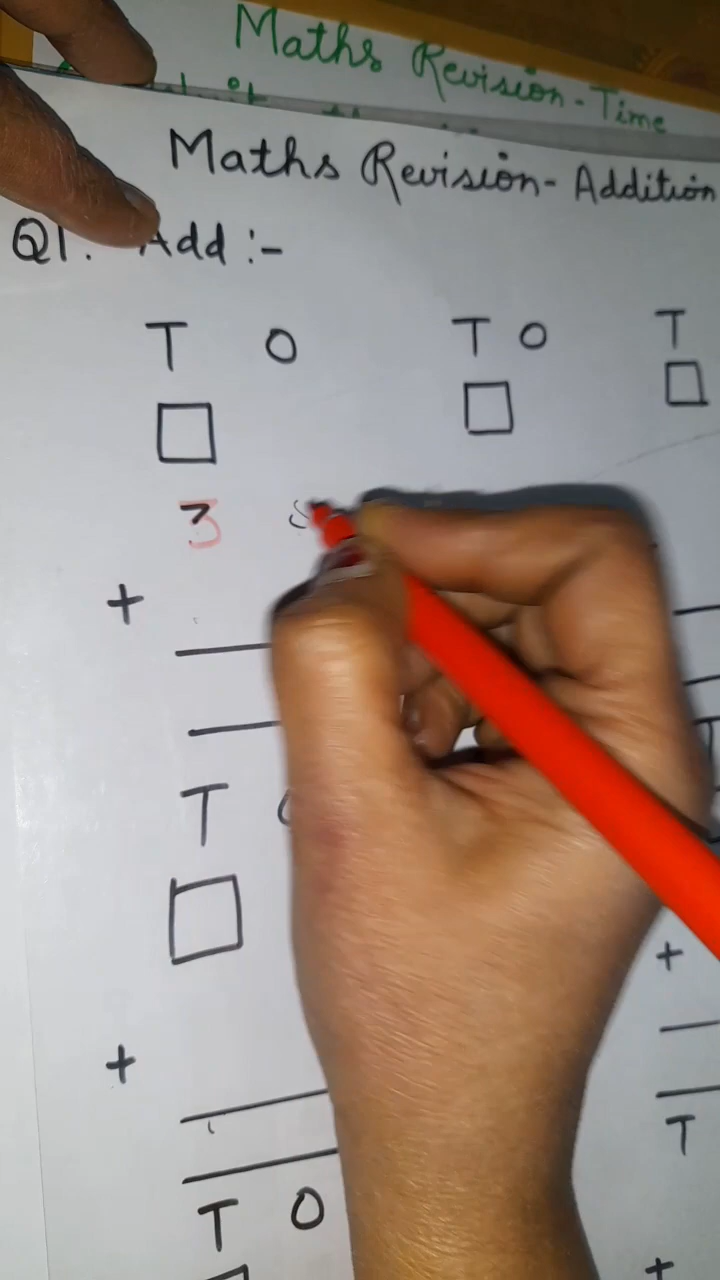 Maths Revision-Time
Maths Revision- Addition
Q1. Add :-
T O T O T
3
+
T
+
+
T
T O
+